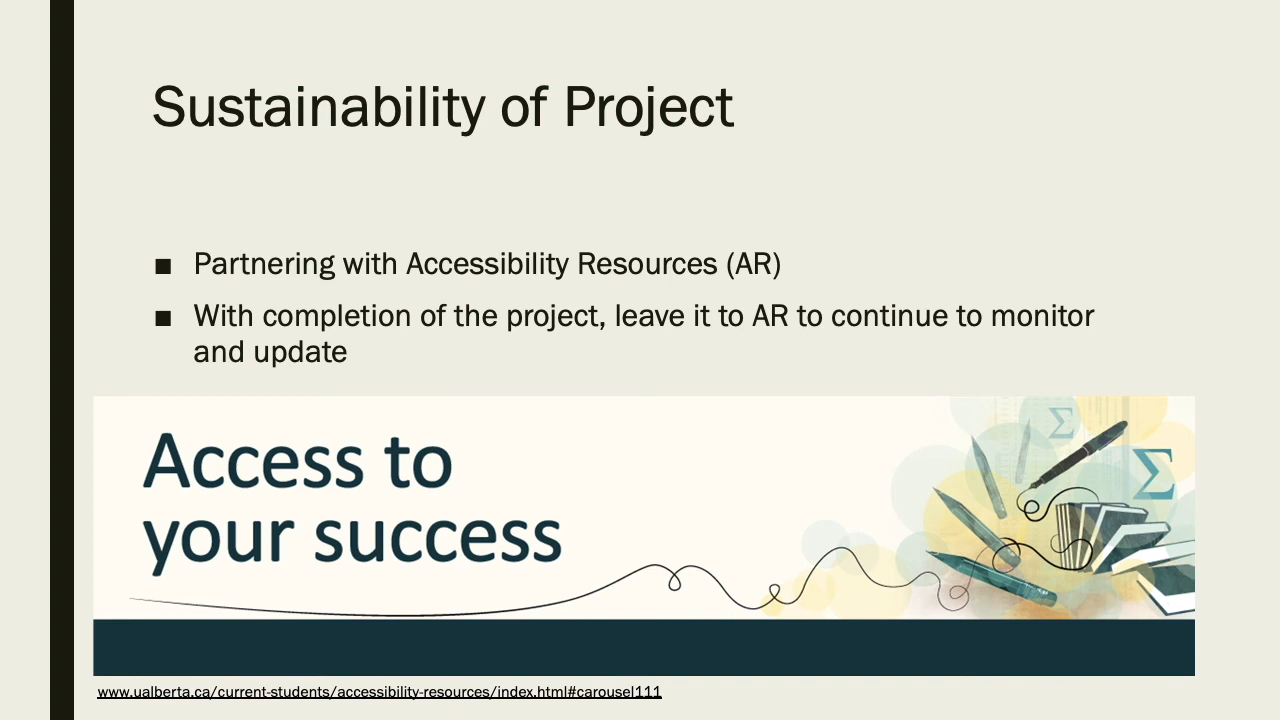 Sustainability of Project
■ Partnering with Accessibility Resources (AR)
■ With completion of the project, leave it to AR to continue to monitor
and update
Σ
Σ
Access to
your success
www.ualberta.ca/current-students/accessibility-resources/index.html#carousel111